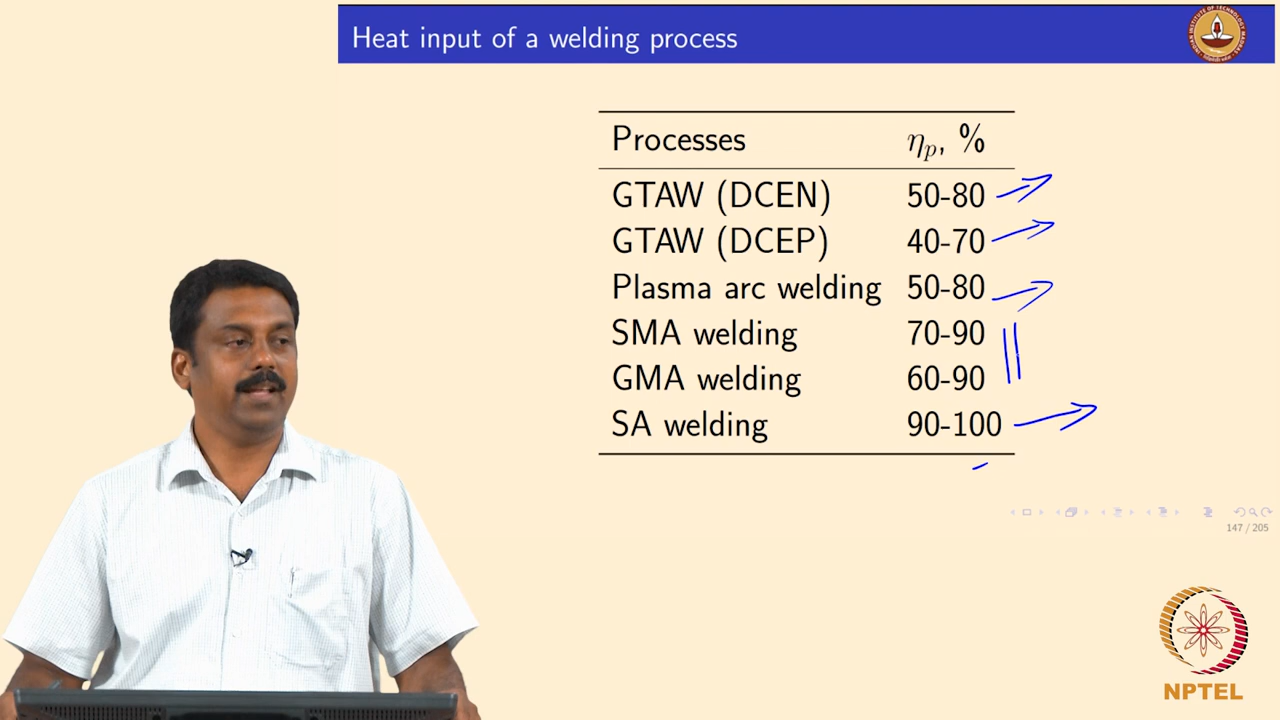 Heat input of a welding process
Processes ηp, %
GTAW (DCEN) 50-80
GTAW (DCEP) 40-70
Plasma arc welding 50-80
SMA welding 70-90
GMA welding 60-90
SA welding 90-100
147 / 205
NPTEL